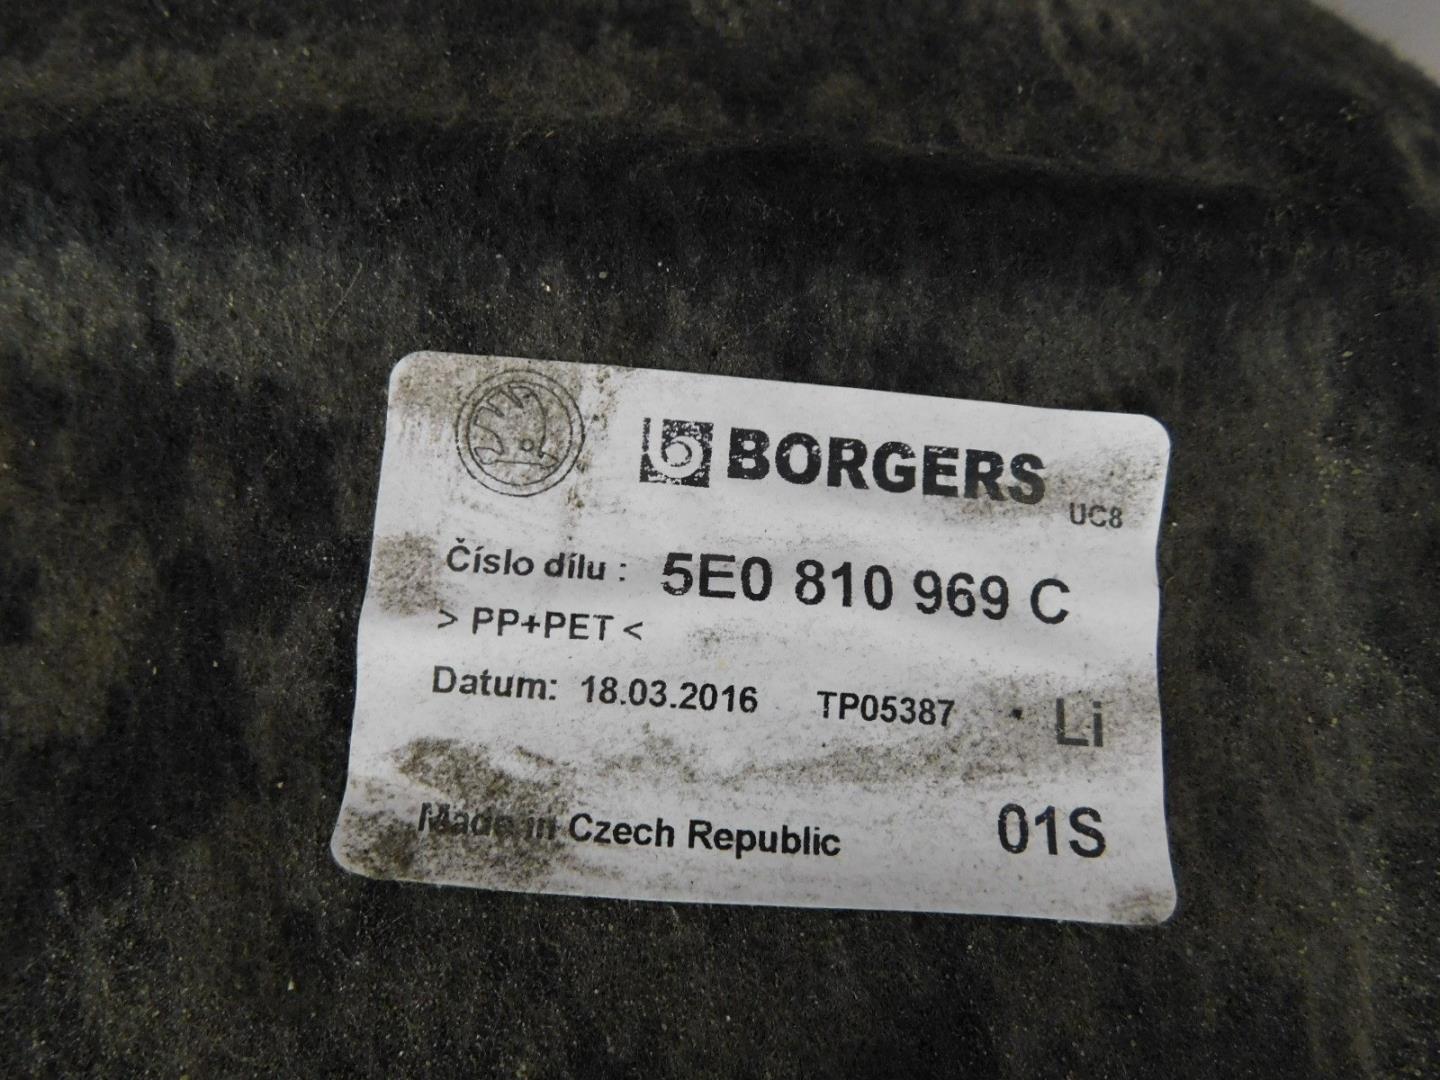 BORGERS
UC8
Číslo dílu : 5E0 810 969 C
> PP+PET <
Datum: 18.03.2016 TP05387 Li
Made in Czech Republic 01S